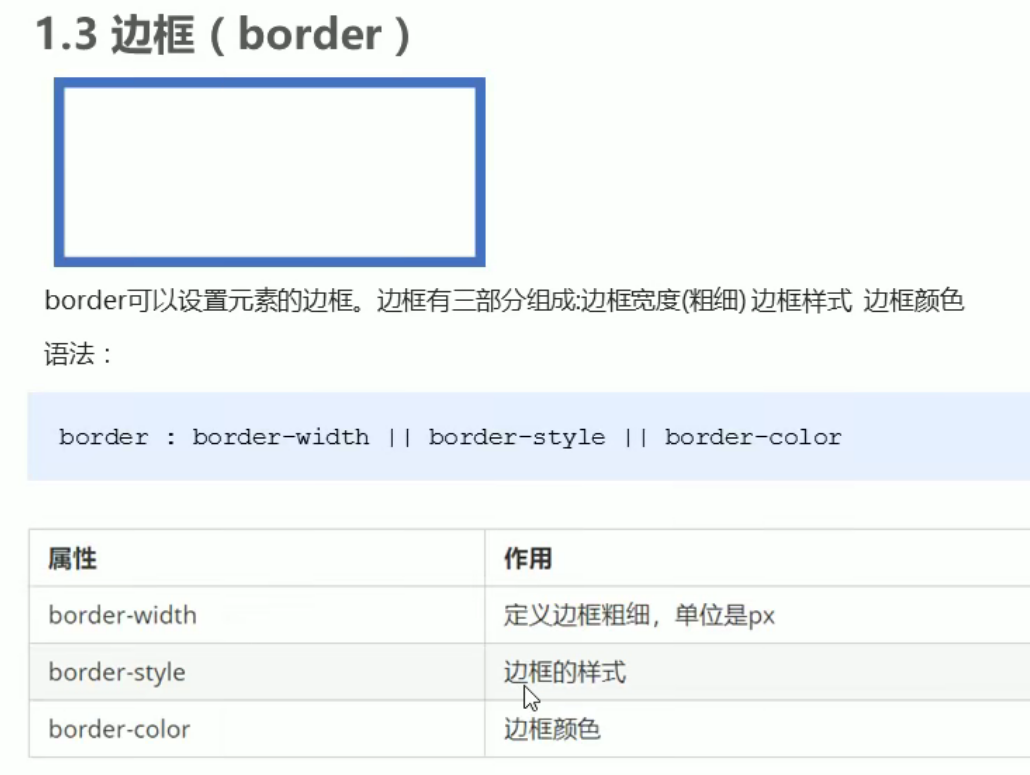 1.3 边框（border）
border可以设置元素的边框。边框有三部分组成:边框宽度(粗细) 边框样式 边框颜色
语法：
border : border-width || border-style || border-color
属性 作用
border-width 定义边框粗细，单位是px
border-style 边框的样式
border-color 边框颜色